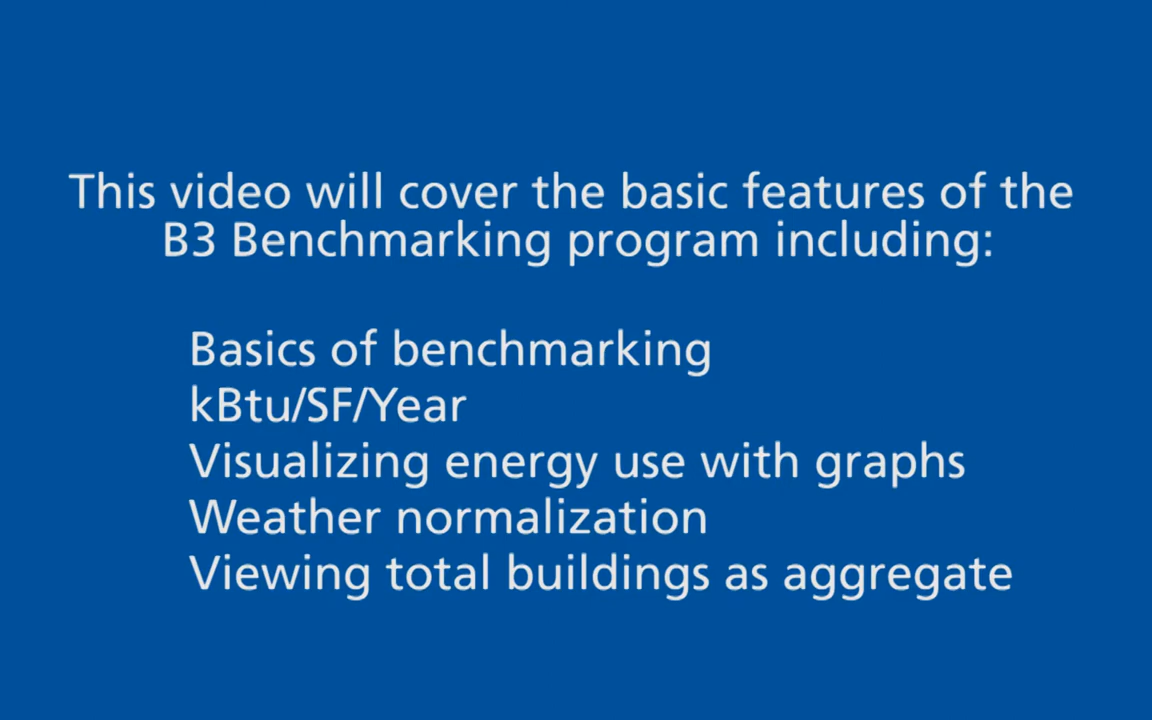 This video will cover the basic features of the
B3 Benchmarking program including:
Basics of benchmarking
kBtu/SF/Year
Visualizing energy use with graphs
Weather normalization
Viewing total buildings as aggregate